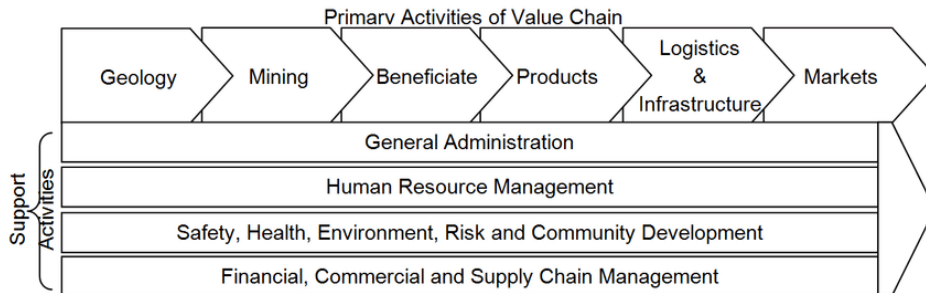 Primary Activities of Value Chain
Geology
Mining
Beneficiate
Products
Logistics
&
Infrastructure
Markets
Support
Activities
General Administration
Human Resource Management
Safety, Health, Environment, Risk and Community Development
Financial, Commercial and Supply Chain Management